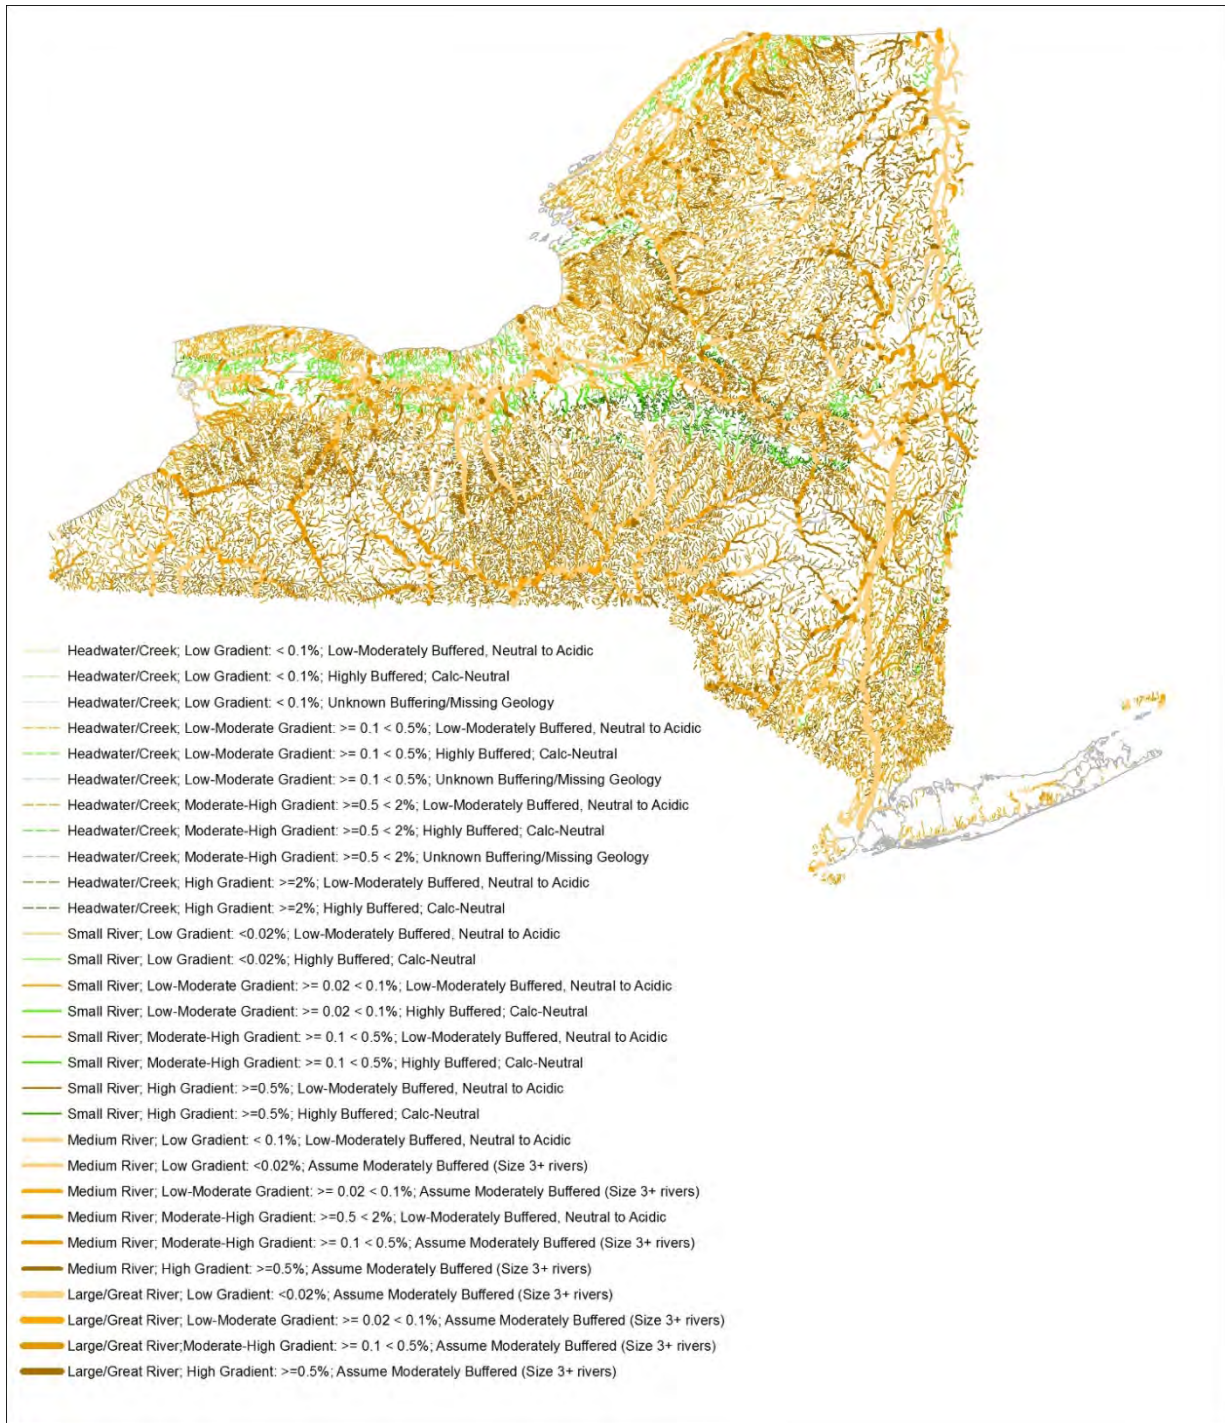 Headwater/Creek; Low Gradient: < 0.1%; Low-Moderately Buffered, Neutral to Acidic
Headwater/Creek; Low Gradient: < 0.1%; Highly Buffered; Calc-Neutral
Headwater/Creek; Low Gradient: < 0.1%; Unknown Buffering/Missing Geology
Headwater/Creek; Low-Moderate Gradient: >= 0.1 < 0.5%; Low-Moderately Buffered, Neutral to Acidic
Headwater/Creek; Low-Moderate Gradient: >= 0.1 < 0.5%; Highly Buffered; Calc-Neutral
Headwater/Creek; Low-Moderate Gradient: >= 0.1 < 0.5%; Unknown Buffering/Missing Geology
Headwater/Creek; Moderate-High Gradient: >=0.5 < 2%; Low-Moderately Buffered, Neutral to Acidic
Headwater/Creek; Moderate-High Gradient: >=0.5 < 2%; Highly Buffered; Calc-Neutral
Headwater/Creek; Moderate-High Gradient: >=0.5 < 2%; Unknown Buffering/Missing Geology
Headwater/Creek; High Gradient: >=2%; Low-Moderately Buffered, Neutral to Acidic
Headwater/Creek; High Gradient: >=2%; Highly Buffered; Calc-Neutral
Small River; Low Gradient: <0.02%; Low-Moderately Buffered, Neutral to Acidic
Small River; Low Gradient: <0.02%; Highly Buffered; Calc-Neutral
Small River; Low-Moderate Gradient: >= 0.02 < 0.1%; Low-Moderately Buffered, Neutral to Acidic
Small River; Low-Moderate Gradient: >= 0.02 < 0.1%; Highly Buffered; Calc-Neutral
Small River; Moderate-High Gradient: >= 0.1 < 0.5%; Low-Moderately Buffered, Neutral to Acidic
Small River; Moderate-High Gradient: >= 0.1 < 0.5%; Highly Buffered; Calc-Neutral
Small River; High Gradient: >=0.5%; Low-Moderately Buffered, Neutral to Acidic
Small River; High Gradient: >=0.5%; Highly Buffered; Calc-Neutral
Medium River; Low Gradient: < 0.1%; Low-Moderately Buffered, Neutral to Acidic
Medium River; Low Gradient: <0.02%; Assume Moderately Buffered (Size 3+ rivers)
Medium River; Low-Moderate Gradient: >= 0.02 < 0.1%; Assume Moderately Buffered (Size 3+ rivers)
Medium River; Moderate-High Gradient: >=0.5 < 2%; Low-Moderately Buffered, Neutral to Acidic
Medium River; Moderate-High Gradient: >= 0.1 < 0.5%; Assume Moderately Buffered (Size 3+ rivers)
Medium River; High Gradient: >=0.5%; Assume Moderately Buffered (Size 3+ rivers)
Large/Great River; Low Gradient: <0.02%; Assume Moderately Buffered (Size 3+ rivers)
Large/Great River; Low-Moderate Gradient: >= 0.02 < 0.1%; Assume Moderately Buffered (Size 3+ rivers)
Large/Great River;Moderate-High Gradient: >= 0.1 < 0.5%; Assume Moderately Buffered (Size 3+ rivers)
Large/Great River; High Gradient: >=0.5%; Assume Moderately Buffered (Size 3+ rivers)